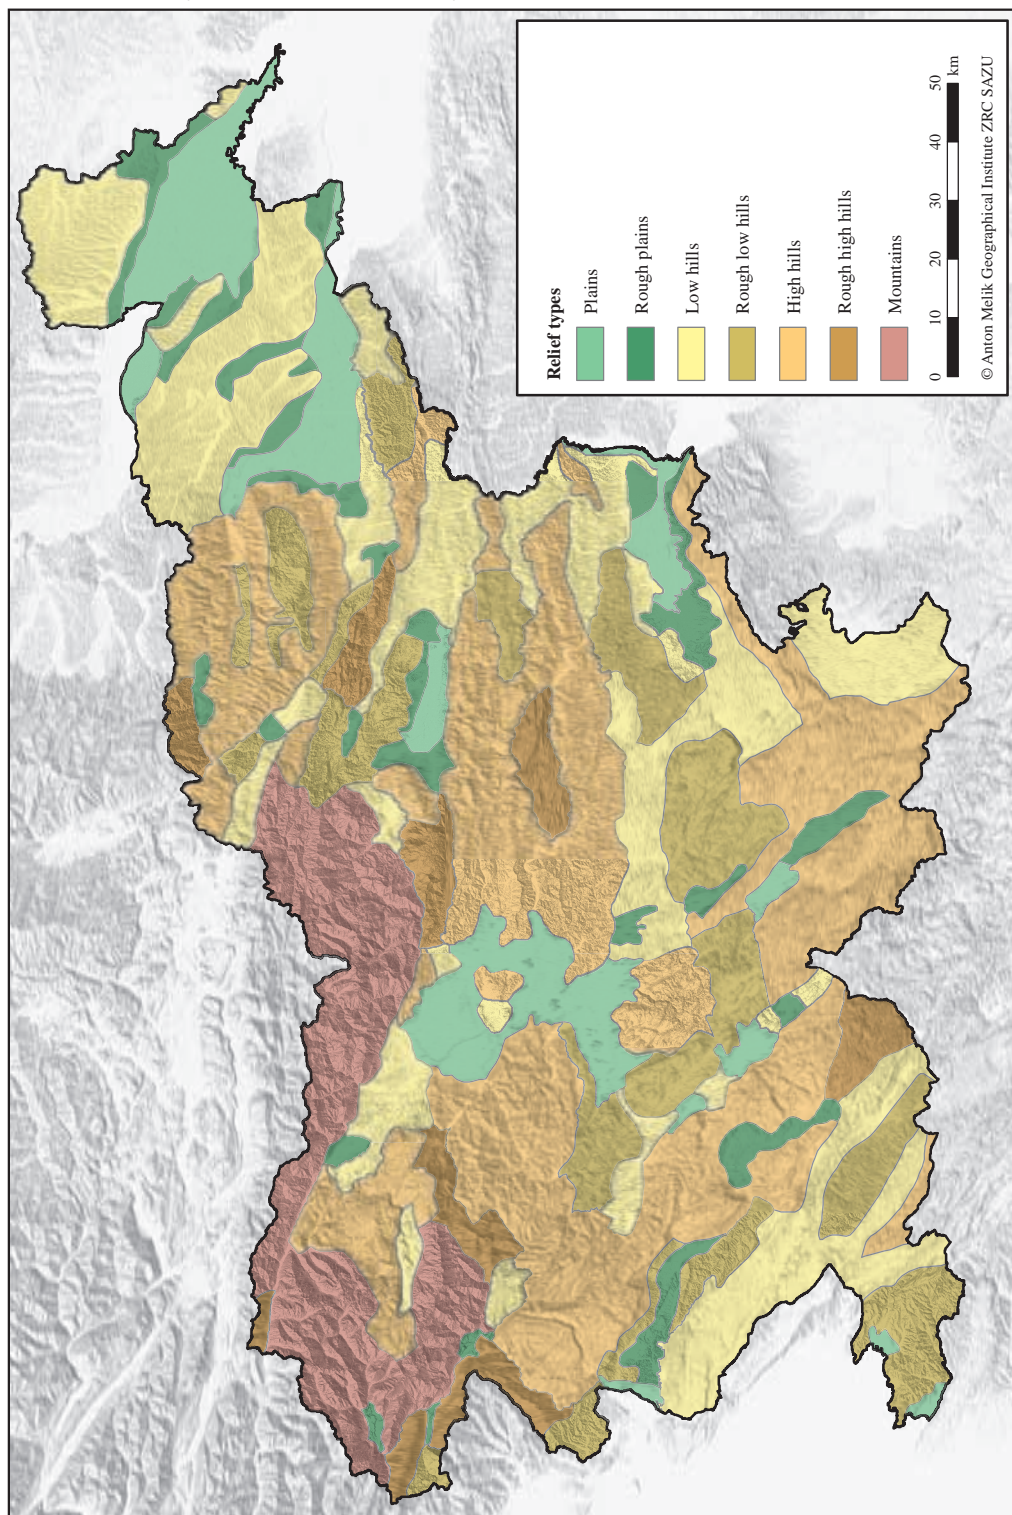 Relief types
Plains
Rough plains
Low hills
Rough low hills
High hills
Rough high hills
Mountains
0 10 20 30 40 50
km
© Anton Melik Geographical Institute ZRC SAZU